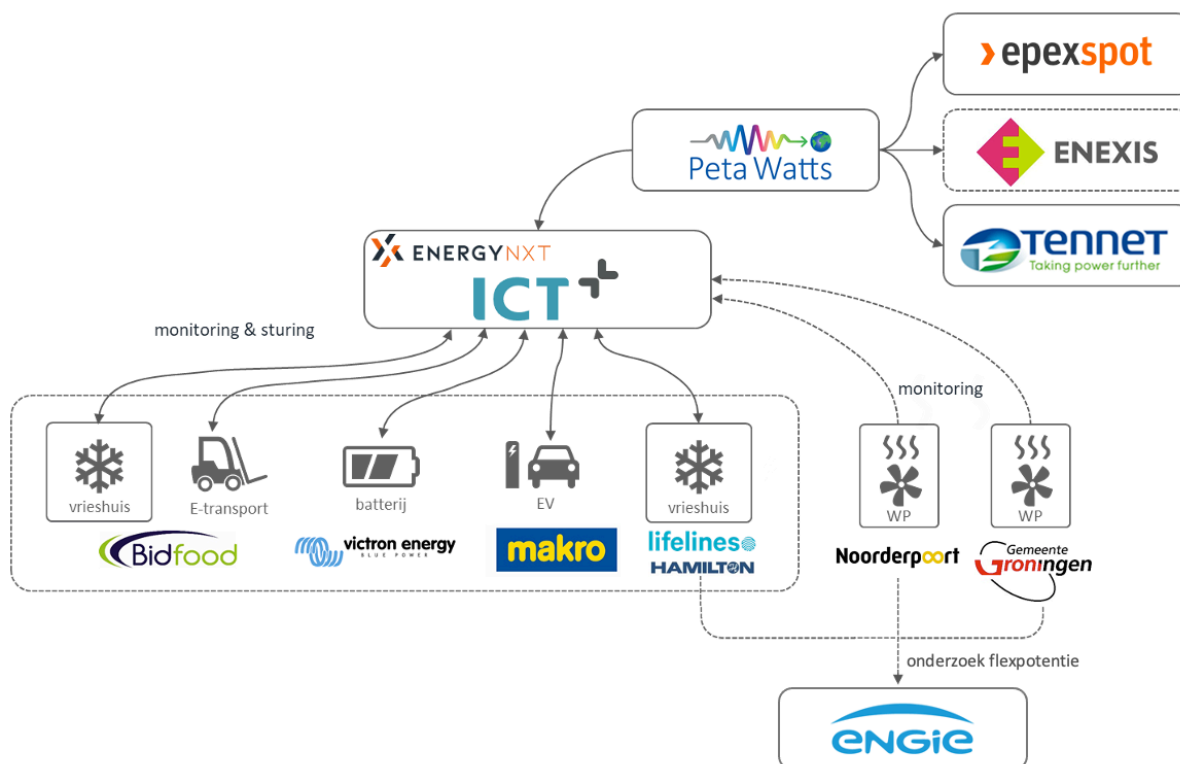 epexspot
Peta Watts
ENEXIS
TENNET
Taking power further
ENERGYNXT
ICT
monitoring & sturing
monitoring
vrieshuis
E-transport
batterij
EV
vrieshuis
WP
WP
Bidfood
victron energy
BLUE POWER
makro
lifelines
HAMILTON
Noorderpoort
Gemeente
Groningen
onderzoek flexpotentie
ENGIE